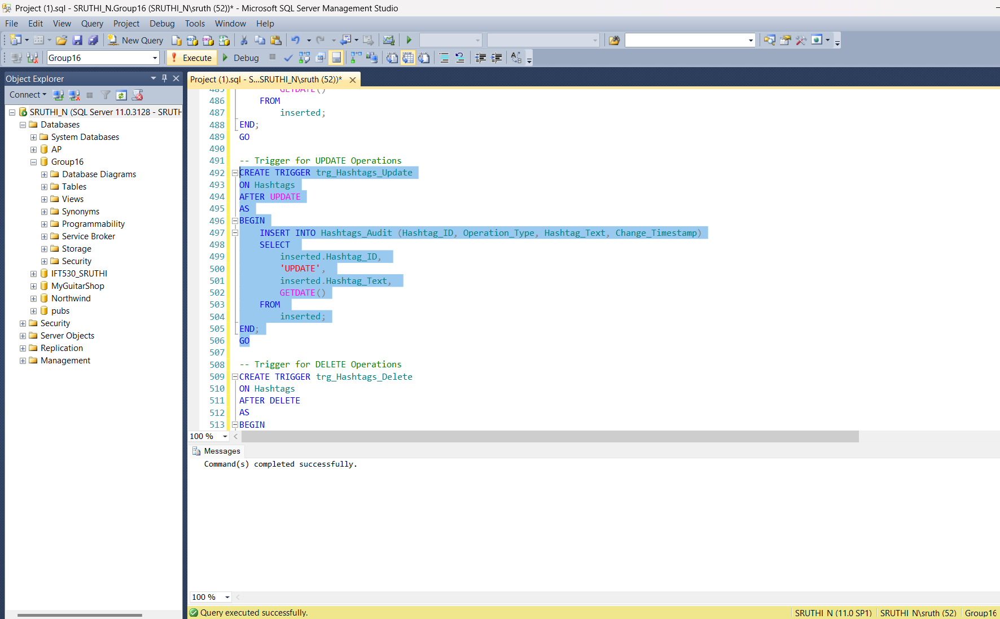 Project (1).sql - SRUTHI_N.Group16 (SRUTHI_N\sruth (52))* - Microsoft SQL Server Management Studio
File Edit View Query Project Debug Tools Window Help
New Query
Group16 Execute Debug
Object Explorer
Connect
SRUTHI_N (SQL Server 11.0.3128 - SRUTH
Databases
System Databases
AP
Group16
Database Diagrams
Tables
Views
Synonyms
Programmability
Service Broker
Storage
Security
IFT530_SRUTHI
MyGuitarShop
Northwind
pubs
Security
Server Objects
Replication
Management
Project (1).sql - S...SRUTHI_N\sruth (52))*
485 GETDATE()
486 FROM
487 inserted;
488 END;
489 GO
490
491 -- Trigger for UPDATE Operations
492 CREATE TRIGGER trg_Hashtags_Update
493 ON Hashtags
494 AFTER UPDATE
495 AS
496 BEGIN
497 INSERT INTO Hashtags_Audit (Hashtag_ID, Operation_Type, Hashtag_Text, Change_Timestamp)
498 SELECT
499 inserted.Hashtag_ID,
500 'UPDATE',
501 inserted.Hashtag_Text,
502 GETDATE()
503 FROM
504 inserted;
505 END;
506 GO
507
508 -- Trigger for DELETE Operations
509 CREATE TRIGGER trg_Hashtags_Delete
510 ON Hashtags
511 AFTER DELETE
512 AS
513 BEGIN
100 %
Messages
Command(s) completed successfully.
100 %
Query executed successfully. SRUTHI_N (11.0 SP1) SRUTHI_N\sruth (52) Group16